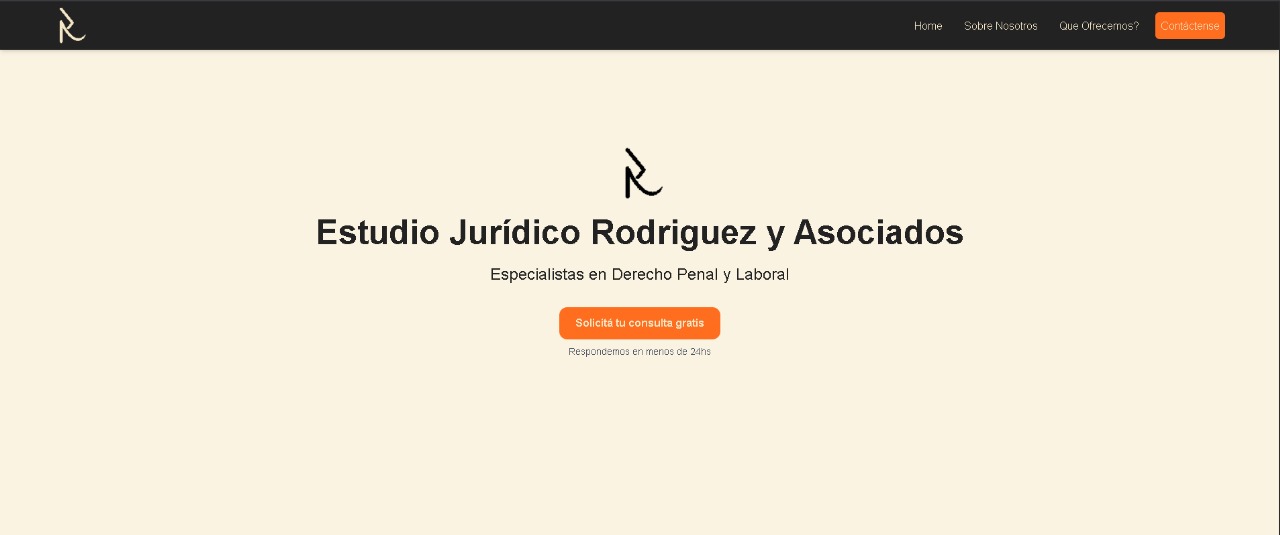 Home Sobre Nosotros Que Ofrecemos? Contáctense
Estudio Jurídico Rodriguez y Asociados
Especialistas en Derecho Penal y Laboral
Solicitá tu consulta gratis
Respondemos en menos de 24hs